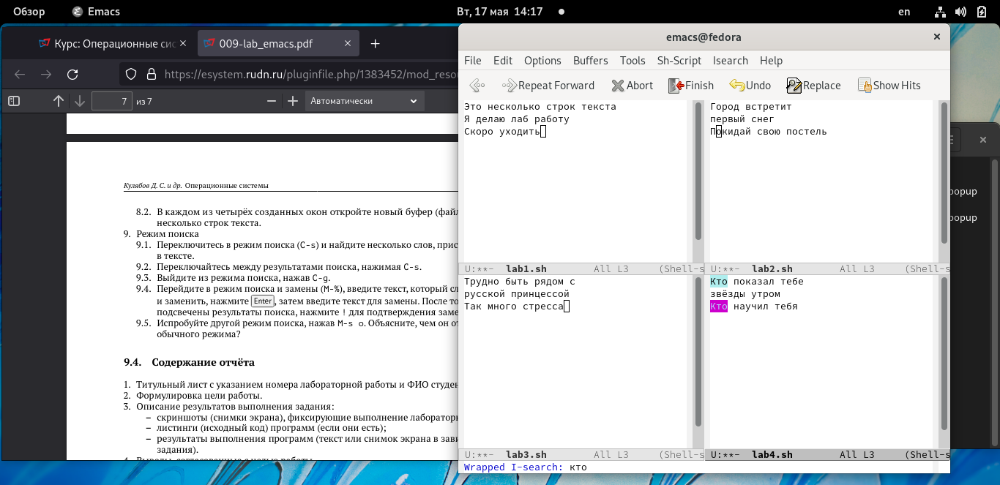 Обзор
Emacs
Вт, 17 мая 14:17
en
Курс: Операционные сис
009-lab_emacs.pdf
https://esystem.rudn.ru/pluginfile.php/1383452/mod_resou
7 из 7
Автоматически
Кулябов Д. С. и др. Операционные системы
8.2. В каждом из четырёх созданных окон откройте новый буфер (файл
несколько строк текста.
9. Режим поиска
9.1. Переключитесь в режим поиска (C-s) и найдите несколько слов, прис
в тексте.
9.2. Переключайтесь между результатами поиска, нажимая C-s.
9.3. Выйдите из режима поиска, нажав C-g.
9.4. Перейдите в режим поиска и замены (M-%), введите текст, который сл
и заменить, нажмите Enter, затем введите текст для замены. После то
подсвечены результаты поиска, нажмите ! для подтверждения заме
9.5. Испробуйте другой режим поиска, нажав M-s o. Объясните, чем он от
обычного режима?
9.4. Содержание отчёта
1. Титульный лист с указанием номера лабораторной работы и ФИО студен
2. Формулировка цели работы.
3. Описание результатов выполнения задания:
– скриншоты (снимки экрана), фиксирующие выполнение лабораторн
– листинги (исходный код) программ (если они есть);
– результаты выполнения программ (текст или снимок экрана в зави
задания).
4. Выводы, согласованные с целью работы.
emacs@fedora
File Edit Options Buffers Tools Sh-Script Isearch Help
Repeat Forward Abort Finish Undo Replace Show Hits
Это несколько строк текста
Я делаю лаб работу
Скоро уходить
U:**- lab1.sh All L3 (Shell-s
Город встретит
первый снег
Покидай свою постель
U:**- lab2.sh All L3 (Shell-s
Трудно быть рядом с
русской принцессой
Так много стресса
U:**- lab3.sh All L3 (Shell-s
Кто показал тебе
звёзды утром
Кто научил тебя
U:**- lab4.sh All L3 (Shell-s
Wrapped I-search: кто
popup
popup